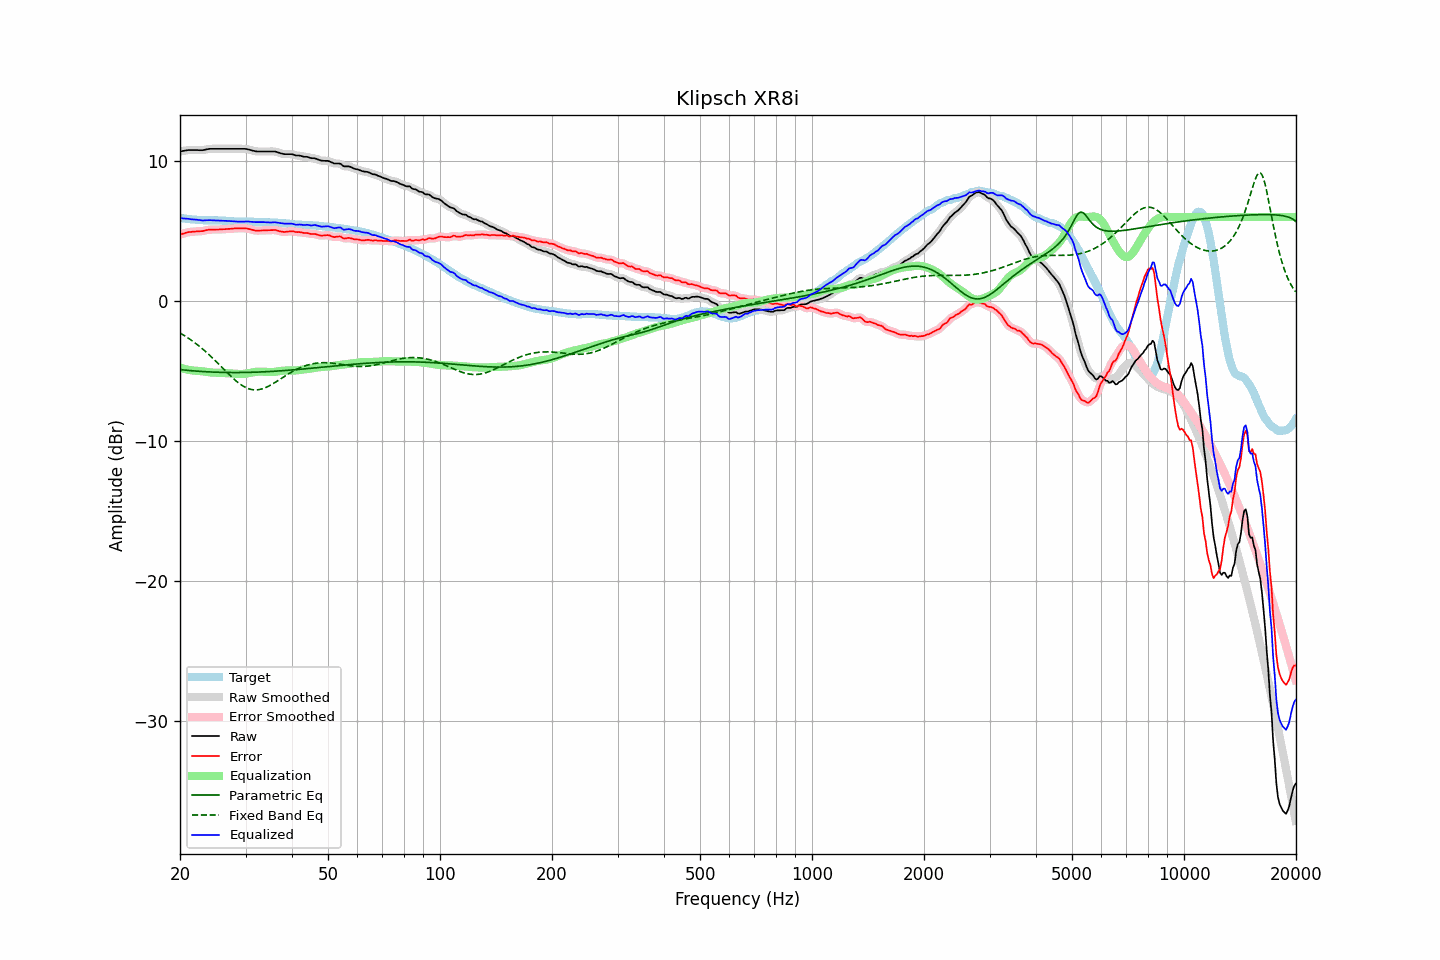 Klipsch XR8i
Amplitude (dBr)
10
0
−10
−20
−30
Target
Raw Smoothed
Error Smoothed
Raw
Error
Equalization
Parametric Eq
Fixed Band Eq
Equalized
20 50 100 200 500 1000 2000 5000 10000 20000
Frequency (Hz)